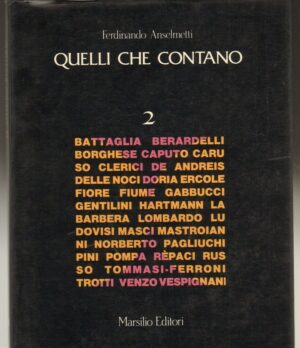 Ferdinando Anselmetti
QUELLI CHE CONTANO
2
BATTAGLIA BERARDELLI
BORGHESE CAPUTO CARU
SO CLERICI DE ANDREIS
DELLE NOCI DORIA ERCOLE
FIORE FIUME GABBUCCI
GENTILINI HARTMANN LA
BARBERA LOMBARDO LU
DOVISI MASCI MASTROIAN
NI NORBERTO PAGLIUCHI
PINI POMPA RÈPACI RUS
SO TOMMASI-FERRONI
TROTTI VENZO VESPIGNANI
Marsilio Editori